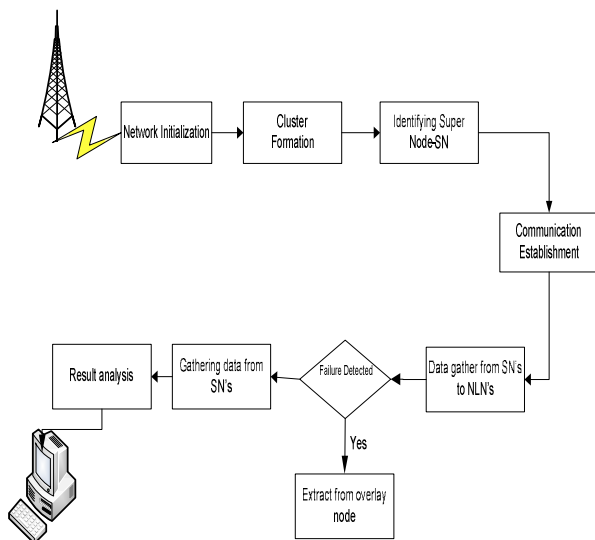 Network Initialization
Cluster
Formation
Identifying Super
Node-SN
Communication
Establishment
Data gather from SN's
to NLN's
Failure Detected
Gathering data from
SN's
Result analysis
Yes
Extract from overlay
node